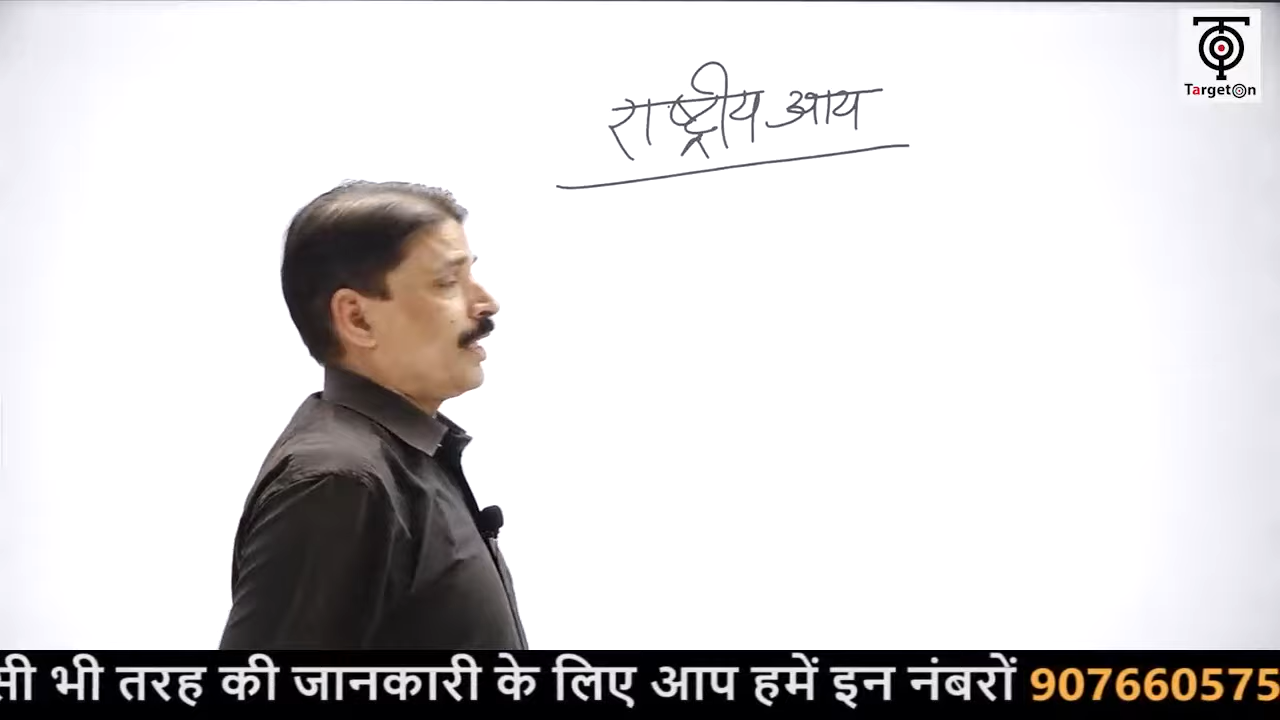 राष्ट्रीय आय
TargetOn
सी भी तरह की जानकारी के लिए आप हमें इन नंबरों 907660575